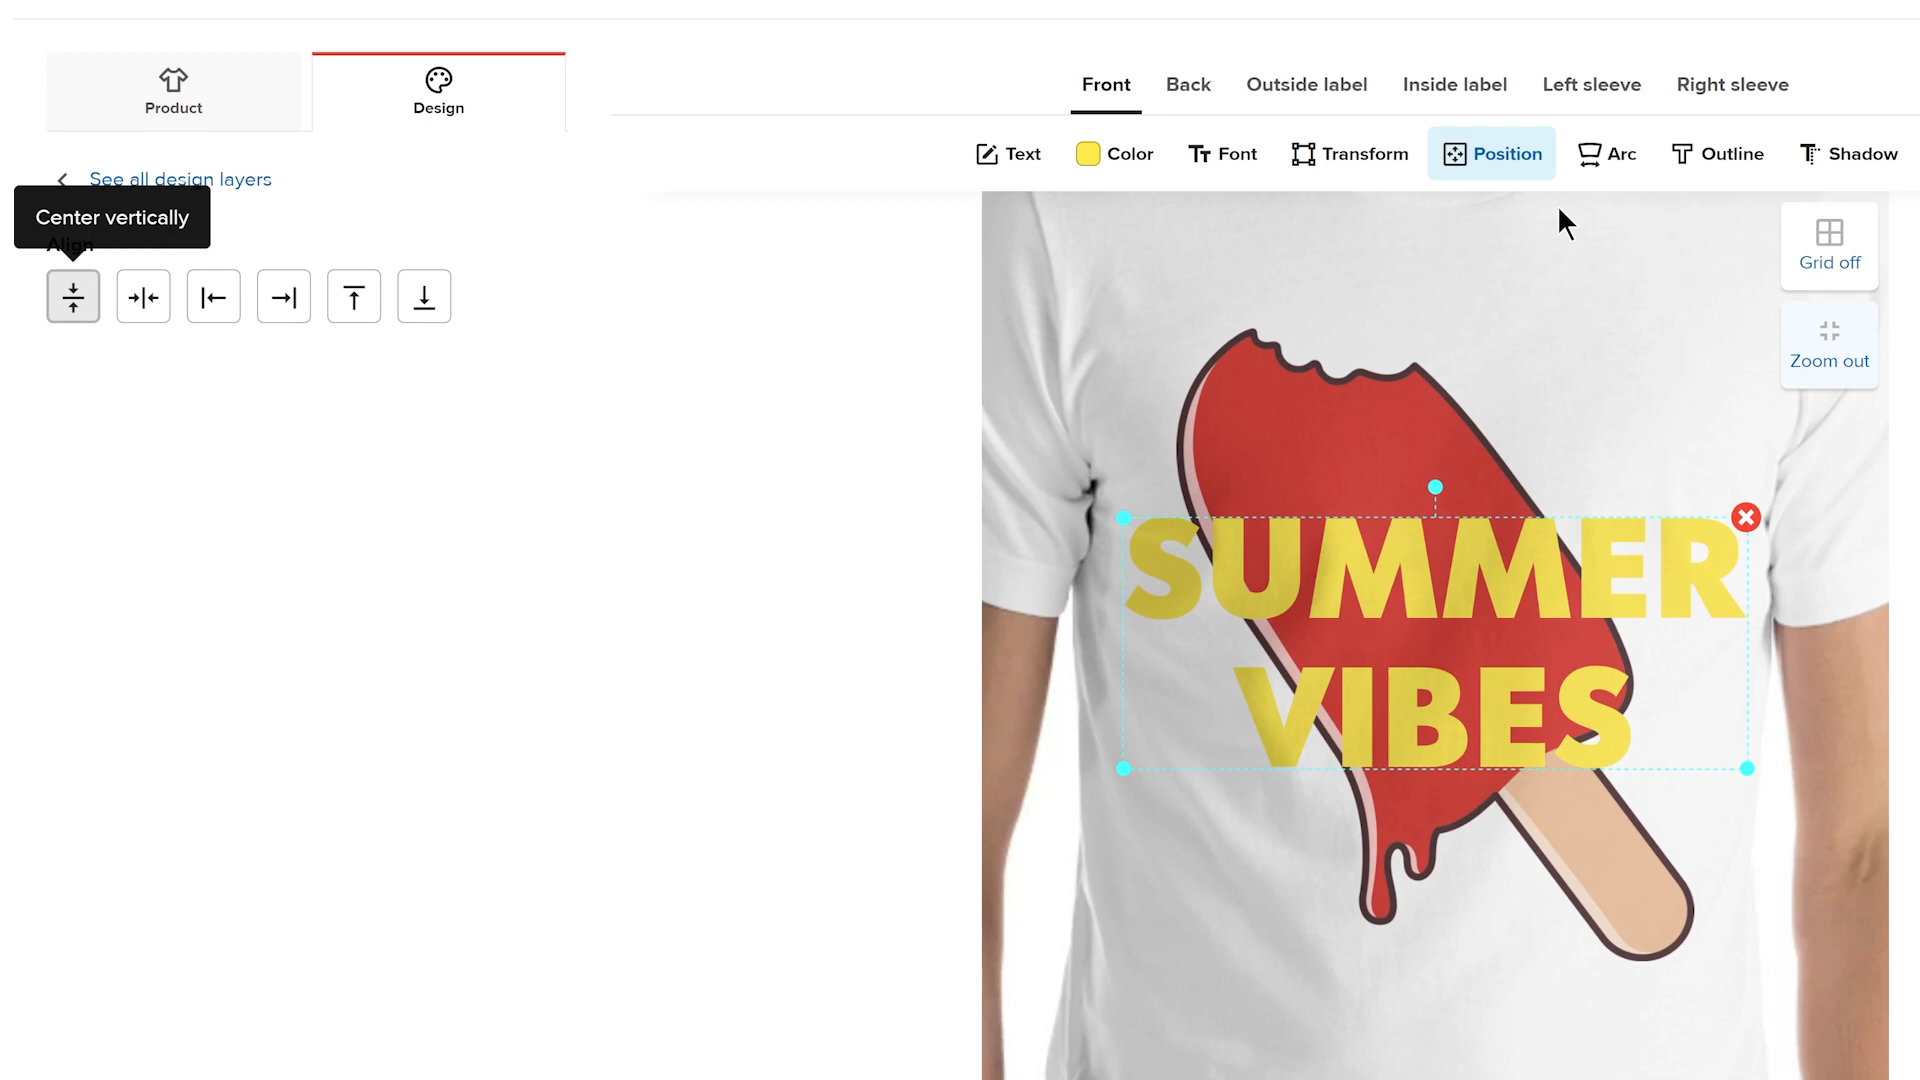 Product
Design
Front
Back
Outside label
Inside label
Left sleeve
Right sleeve
Text
Color
Font
Transform
Position
Arc
Outline
Shadow
See all design layers
Center vertically
Align
Grid off
Zoom out
SUMMER
VIBES